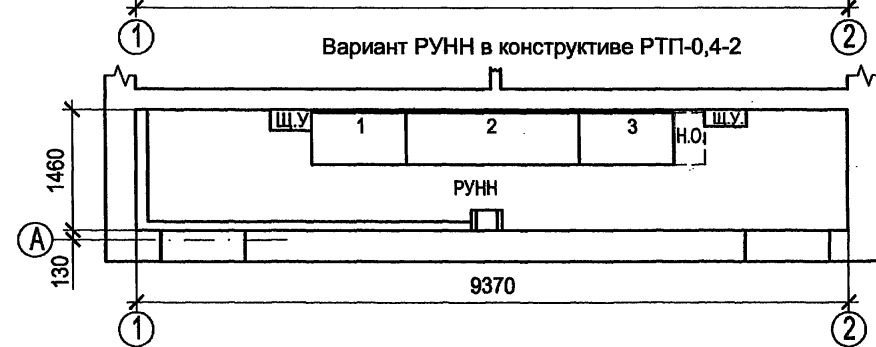 1 2
Вариант РУНН в конструктиве РТП-0,4-2
Щ.У 1 2 3 Н.О Щ.У
1460
РУНН
А
130
9370
1 2